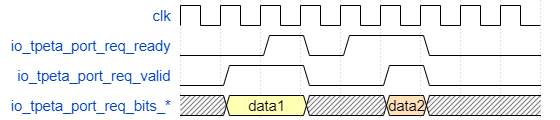 clk
io_tpeta_port_req_ready
io_tpeta_port_req_valid
io_tpeta_port_req_bits_* data1 data2